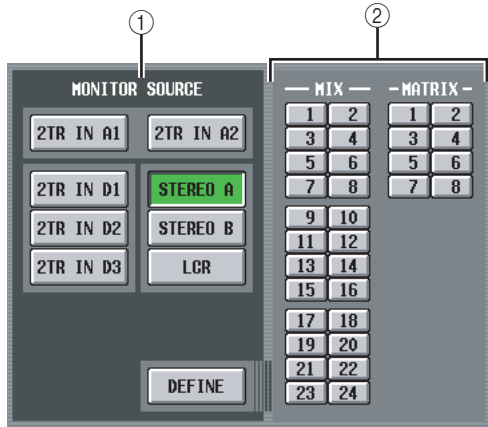 1 2
MONITOR SOURCE
2TR IN A1 2TR IN A2
2TR IN D1 STEREO A
2TR IN D2 STEREO B
2TR IN D3 LCR
DEFINE
MIX MATRIX
1 2 1 2
3 4 3 4
5 6 5 6
7 8 7 8
9 10
11 12
13 14
15 16
17 18
19 20
21 22
23 24